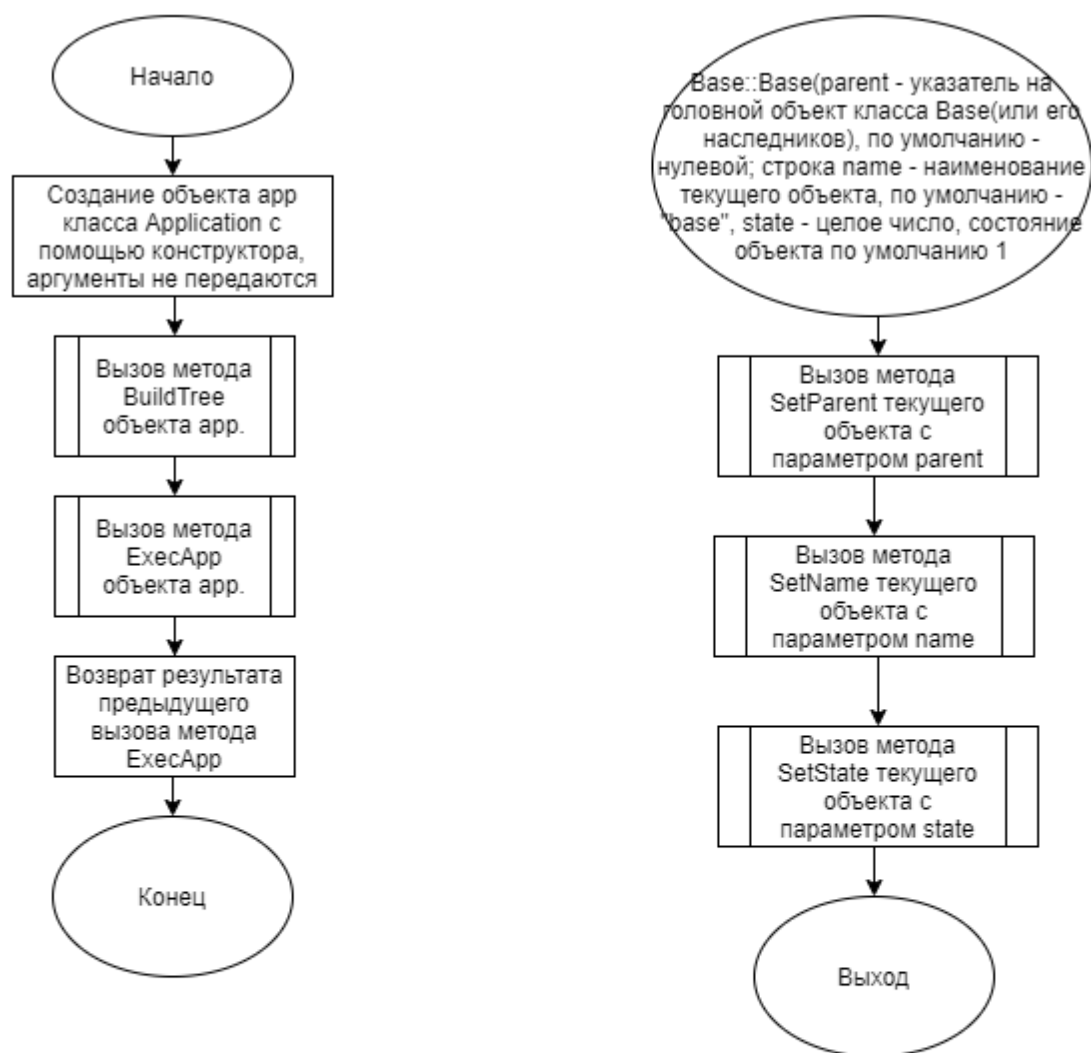 Начало
Создание объекта app
класса Application с
помощью конструктора,
аргументы не передаются
Вызов метода
BuildTree
объекта app.
Вызов метода
ExecApp
объекта app.
Возврат результата
предыдущего
вызова метода
ExecApp
Конец
Base::Base(parent - указатель на
головной объект класса Base(или его
наследников), по умолчанию -
нулевой; строка name - наименование
текущего объекта, по умолчанию -
"base", state - целое число, состояние
объекта по умолчанию 1
Вызов метода
SetParent текущего
объекта с
параметром parent
Вызов метода
SetName текущего
объекта с
параметром name
Вызов метода
SetState текущего
объекта с
параметром state
Выход